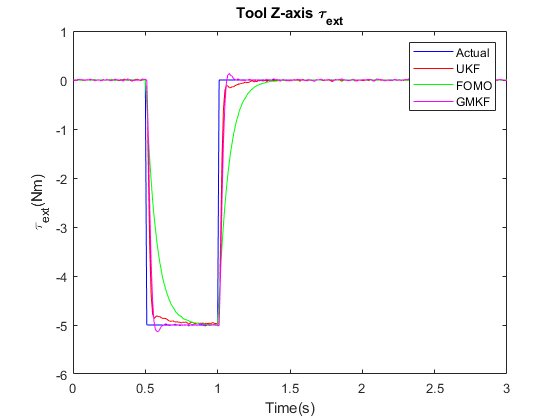 Tool Z-axis τext
1
0
-1
-2
-3
-4
-5
-6
τext(Nm)
Actual
UKF
FOMO
GMKF
0 0.5 1 1.5 2 2.5 3
Time(s)